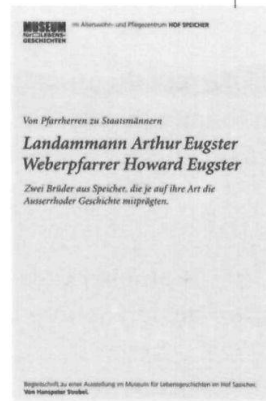 MUSEUM
FÜR LEBENS-
GESCHICHTEN
im Alterswohn- und Pflegezentrum HOF SPEICHER
Von Pfarrherren zu Staatsmännern
Landammann Arthur Eugster
Weberpfarrer Howard Eugster
Zwei Brüder aus Speicher, die je auf ihre Art die
Ausserrhoder Geschichte mitprägten.
Begleitschrift zu einer Ausstellung im Museum für Lebensgeschichten im Hof Speicher.
Von Hanspeter Strebel.